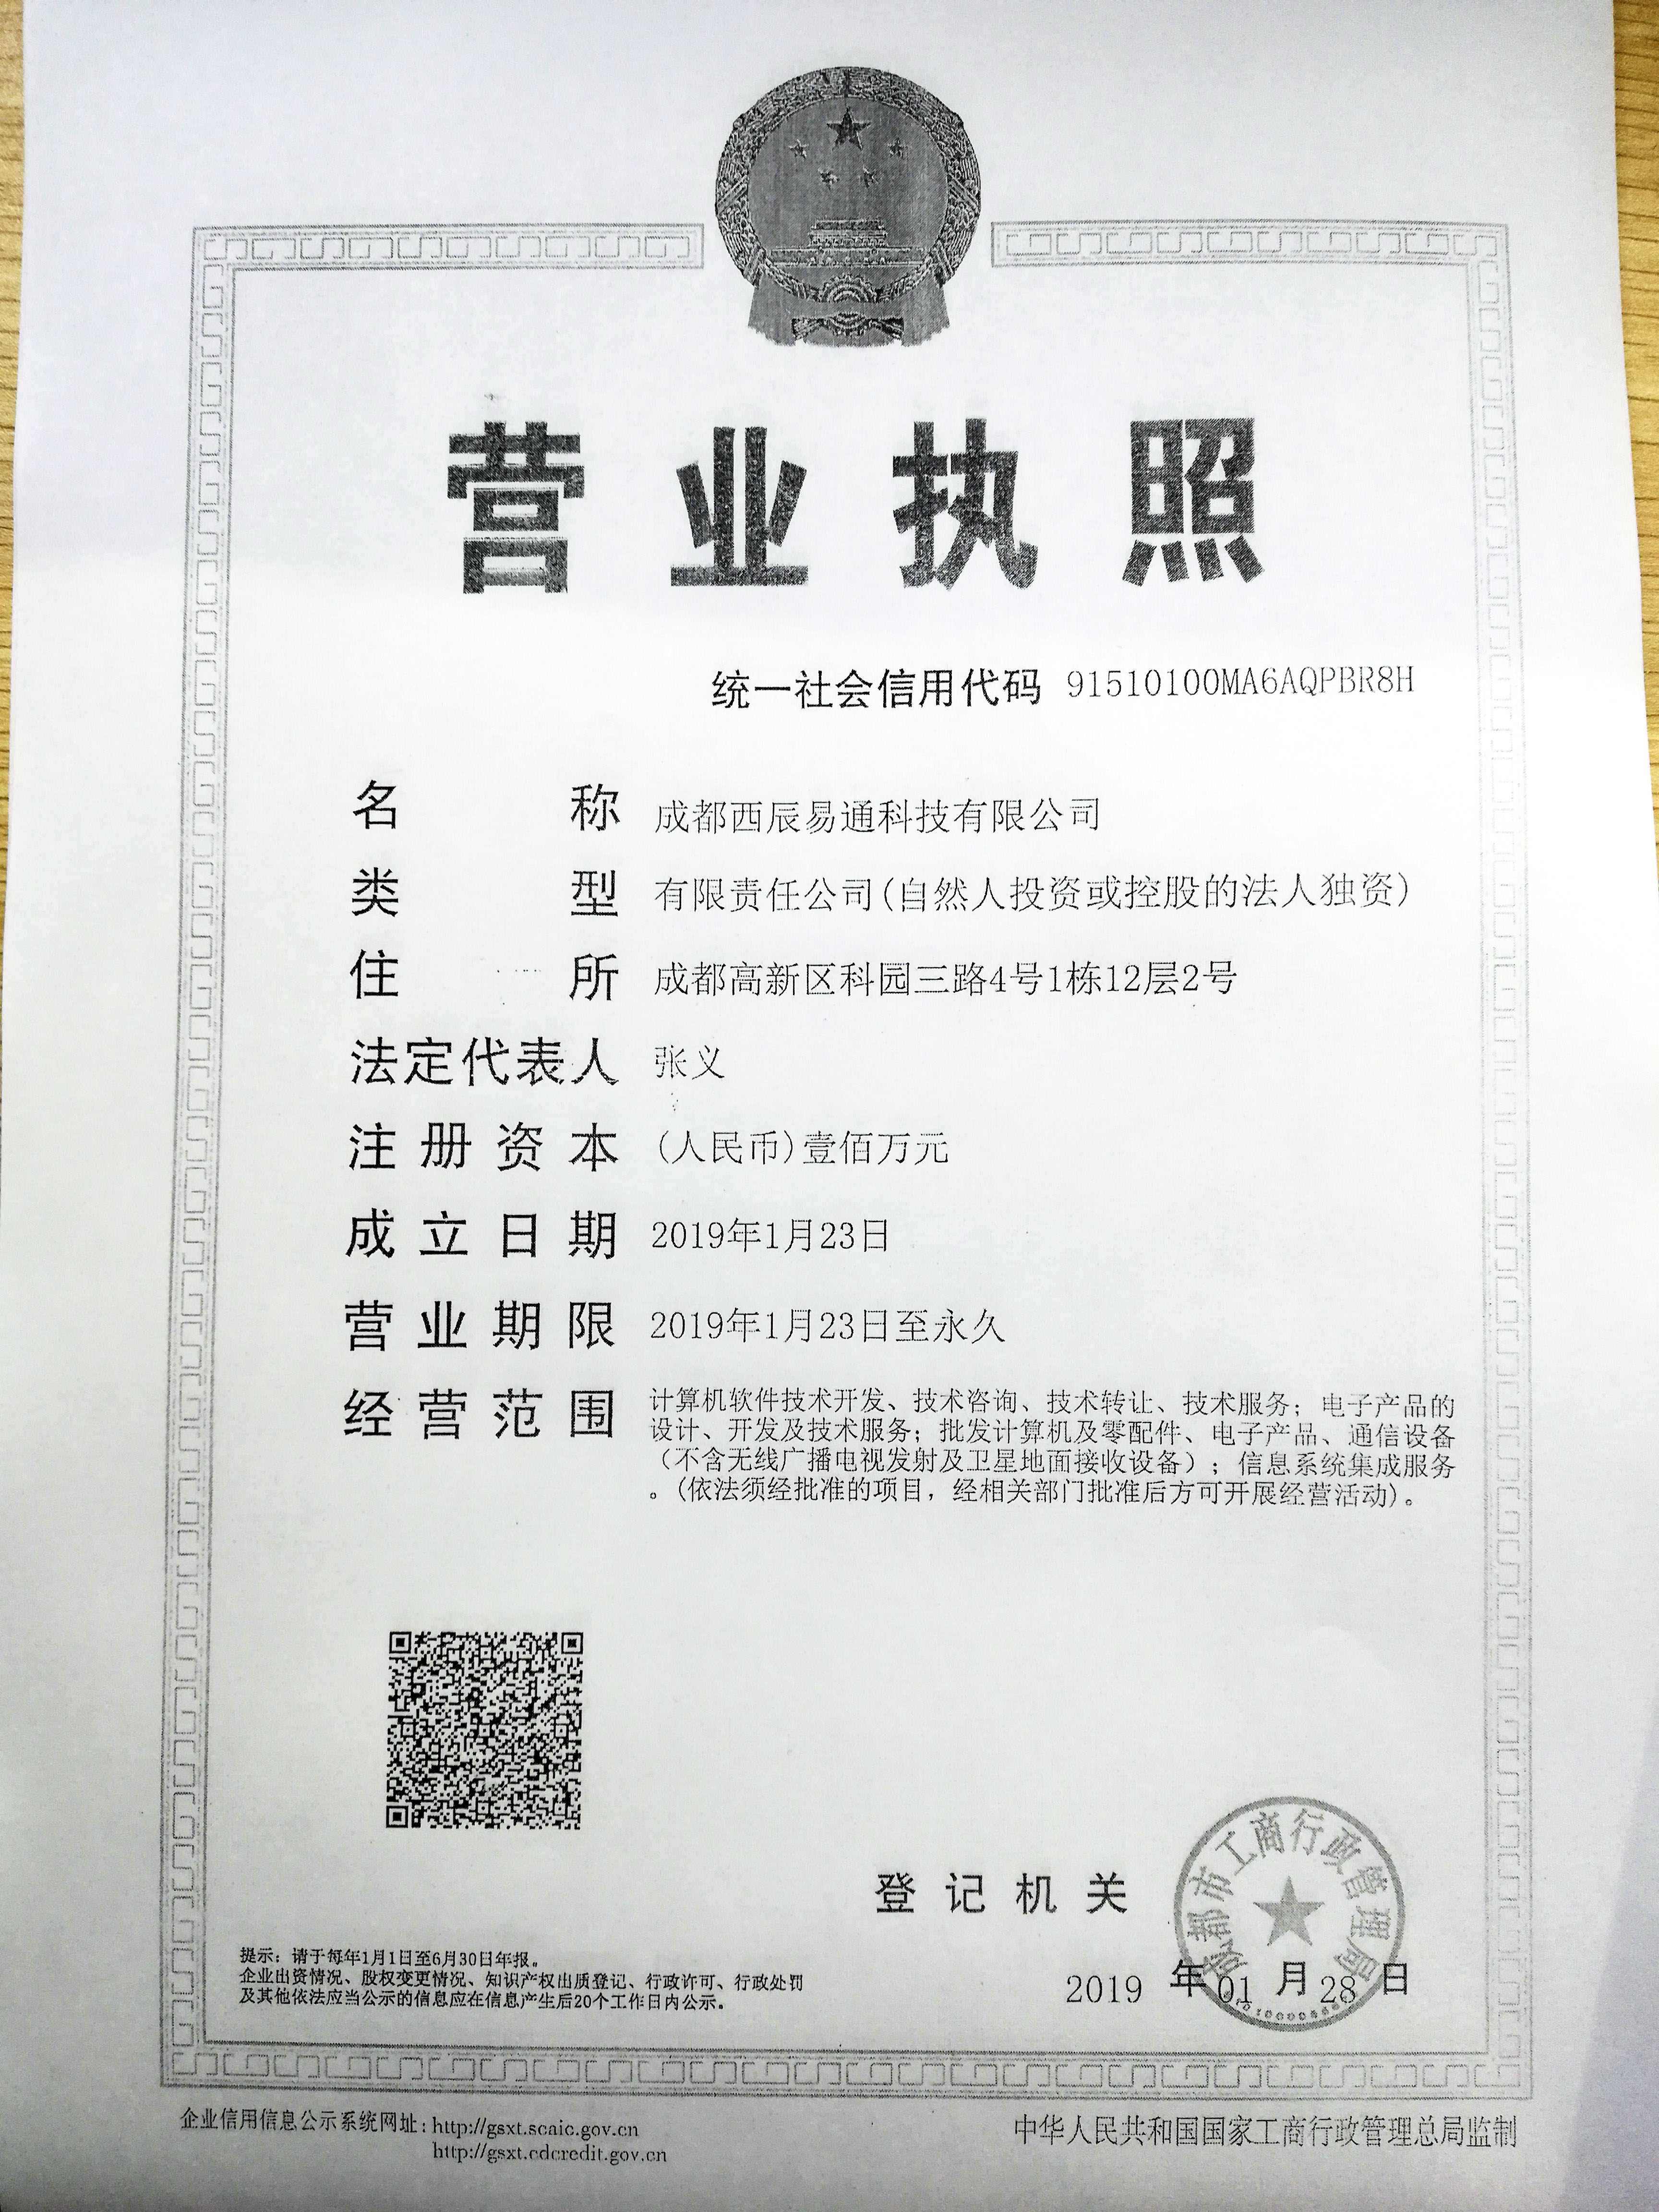 营业执照
统一社会信用代码 91510100MA6AQPBR8H
名称 成都西辰易通科技有限公司
类型 有限责任公司(自然人投资或控股的法人独资)
住所 成都高新区科园三路4号1栋12层2号
法定代表人 张义
注册资本 (人民币)壹佰万元
成立日期 2019年1月23日
营业期限 2019年1月23日至永久
经营范围 计算机软件技术开发、技术咨询、技术转让、技术服务；电子产品的
设计、开发及技术服务；批发计算机及零配件、电子产品、通信设备
（不含无线广播电视发射及卫星地面接收设备）；信息系统集成服务
。(依法须经批准的项目，经相关部门批准后方可开展经营活动)。
登记机关
成都市工商行政管理局
2019 年 01 月 28 日
提示：请于每年1月1日至6月30日年报。
企业出资情况、股权变更情况、知识产权出质登记、行政许可、行政处罚
及其他依法应当公示的信息应在信息产生后20个工作日内公示。
企业信用信息公示系统网址：http://gsxt.scaic.gov.cn
http://gsxt.cdcredit.gov.cn
中华人民共和国国家工商行政管理总局监制